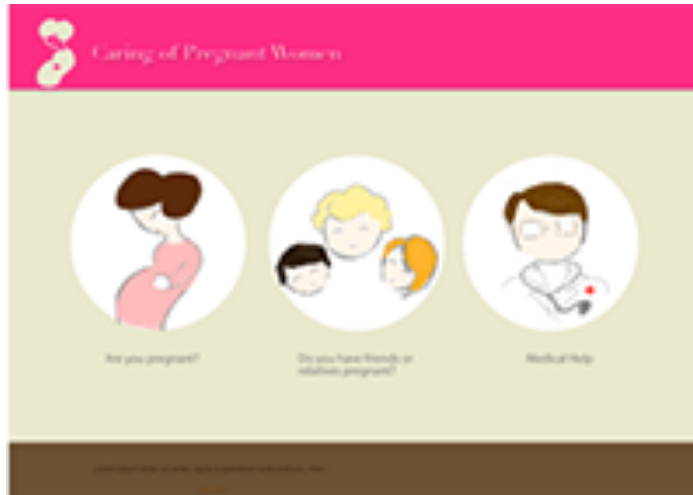 Caring of Pregnant Women
Are you pregnant?
Do you have friends or
relatives pregnant?
Medical Help